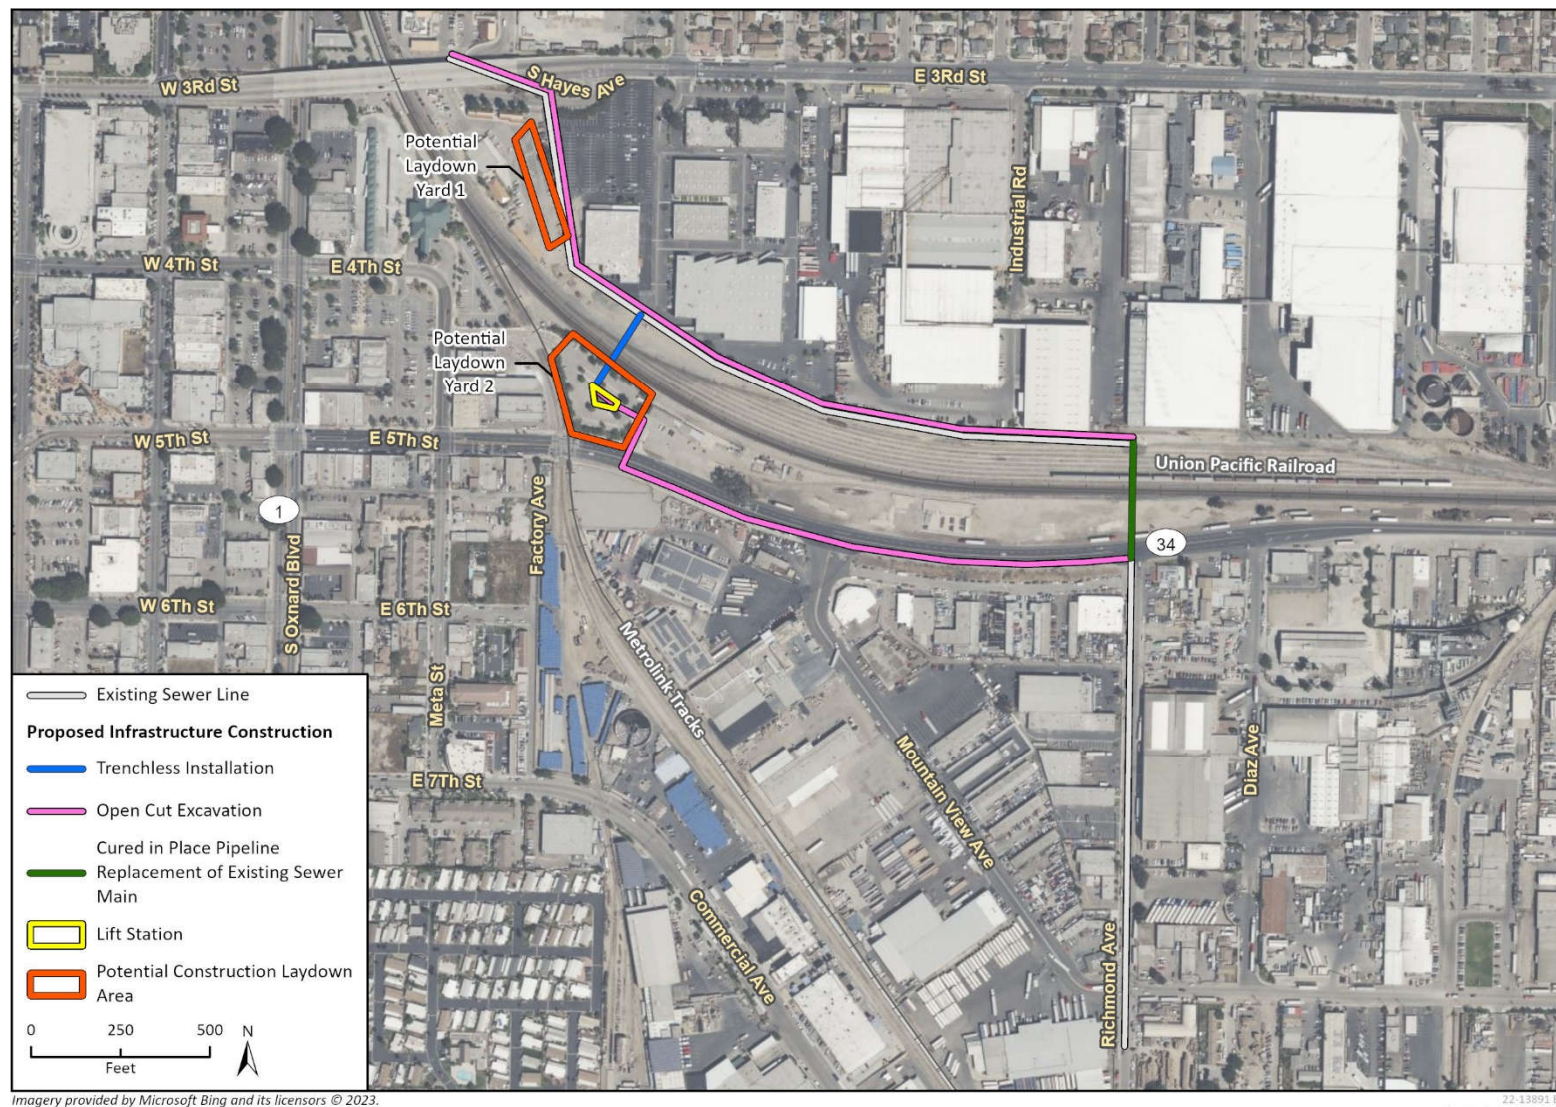 W 3Rd St
S Hayes Ave
E 3Rd St
Potential
Laydown
Yard 1
Industrial Rd
W 4Th St
E 4Th St
Potential
Laydown
Yard 2
W 5Th St
E 5Th St
Union Pacific Railroad
1
34
S Oxnard Blvd
Factory Ave
W 6Th St
E 6Th St
Meta St
Metrolink Tracks
Mountain View Ave
Diaz Ave
E 7Th St
Commercial Ave
Richmond Ave
Existing Sewer Line
Proposed Infrastructure Construction
Trenchless Installation
Open Cut Excavation
Cured in Place Pipeline
Replacement of Existing Sewer
Main
Lift Station
Potential Construction Laydown
Area
0 250 500 N
Feet
Imagery provided by Microsoft Bing and its licensors © 2023.
22-13891